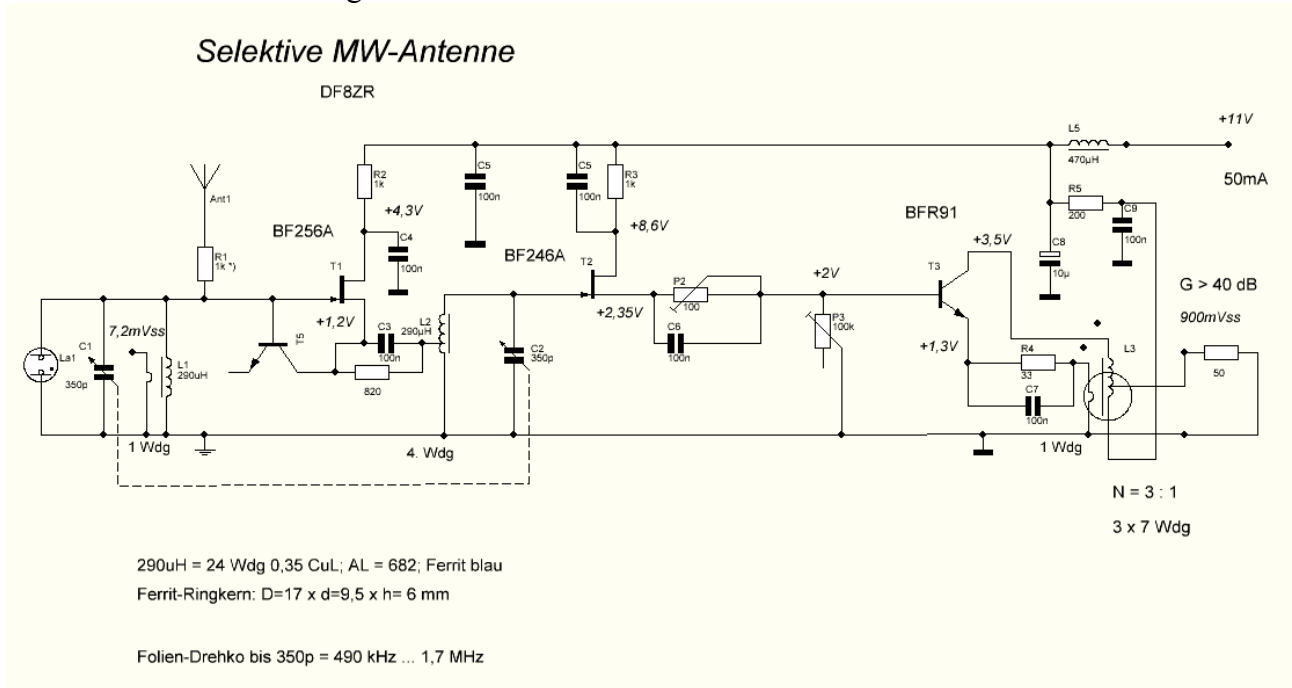 Selektive MW-Antenne
DF8ZR
+11V
L5
470µH
50mA
Ant1
R2
1k
C5
100n
C5
100n
R3
1k
R5
200
C9
100n
BF256A
+4,3V
C4
100n
BF246A
+8,6V
BFR91
+3,5V
C8
10µ
R1
1k *)
T1
T2
T3
P2
100
+2V
G > 40 dB
900mVss
7,2mVss
+1,2V
C3
100n
L2
290µH
+2,35V
C6
100n
P3
100k
+1,3V
La1
C1
350p
L1
290uH
T5
820
C2
350p
R4
33
C7
100n
L3
50
1 Wdg
4. Wdg
1 Wdg
N = 3 : 1
3 x 7 Wdg
290uH = 24 Wdg 0,35 CuL; AL = 682; Ferrit blau
Ferrit-Ringkern: D=17 x d=9,5 x h= 6 mm
Folien-Drehko bis 350p = 490 kHz ... 1,7 MHz